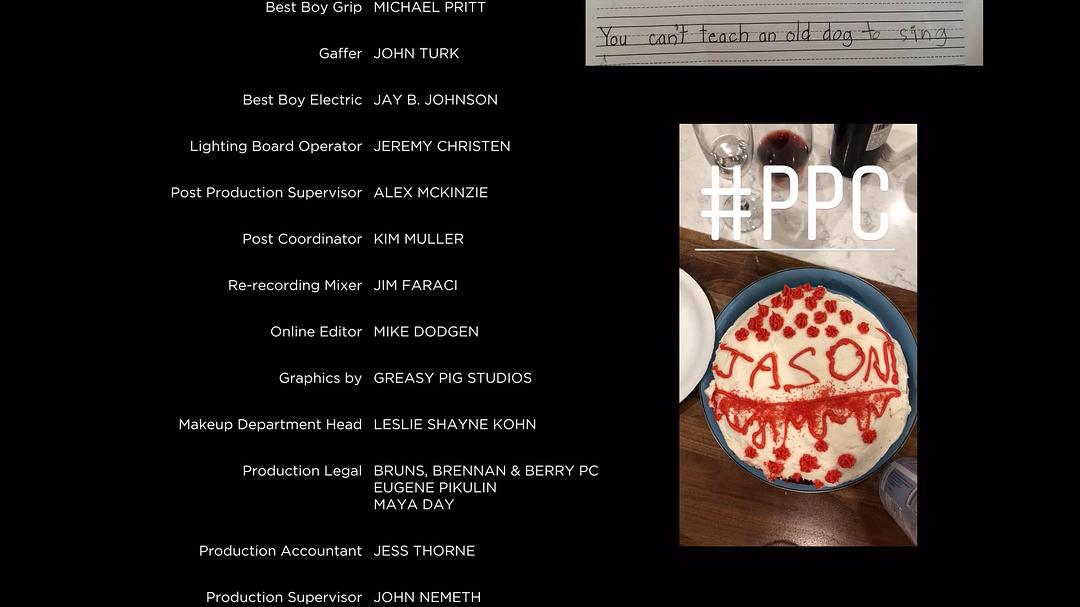 Best Boy Grip MICHAEL PRITT
Gaffer JOHN TURK
Best Boy Electric JAY B. JOHNSON
Lighting Board Operator JEREMY CHRISTEN
Post Production Supervisor ALEX MCKINZIE
Post Coordinator KIM MULLER
Re-recording Mixer JIM FARACI
Online Editor MIKE DODGEN
Graphics by GREASY PIG STUDIOS
Makeup Department Head LESLIE SHAYNE KOHN
Production Legal BRUNS, BRENNAN & BERRY PC
EUGENE PIKULIN
MAYA DAY
Production Accountant JESS THORNE
Production Supervisor JOHN NEMETH
You can't teach an old dog to sing
#PPC
JASON!